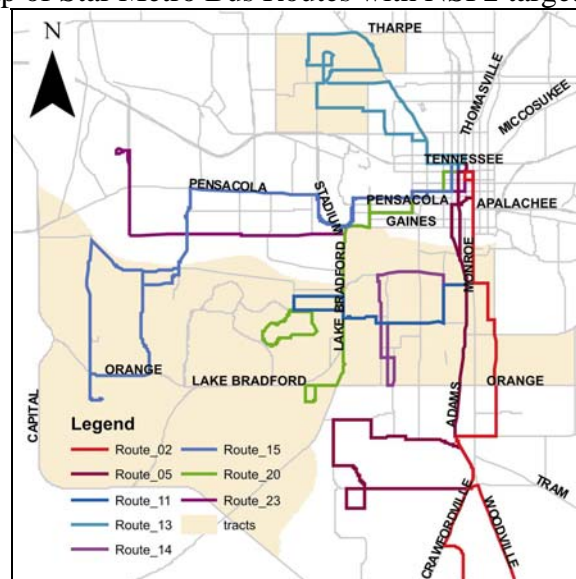 p of Star Metro Bus Routes with NSP2 target
N
THARPE
THOMASVILLE
MICCOSUKEE
TENNESSEE
PENSACOLA
STADIUM
PENSACOLA
APALACHEE
GAINES
MONROE
LAKE BRADFORD
ORANGE
LAKE BRADFORD
ORANGE
CAPITAL
ADAMS
TRAM
CRAWFORDVILLE
WOODVILLE
Legend
Route_02
Route_05
Route_11
Route_13
Route_14
Route_15
Route_20
Route_23
tracts